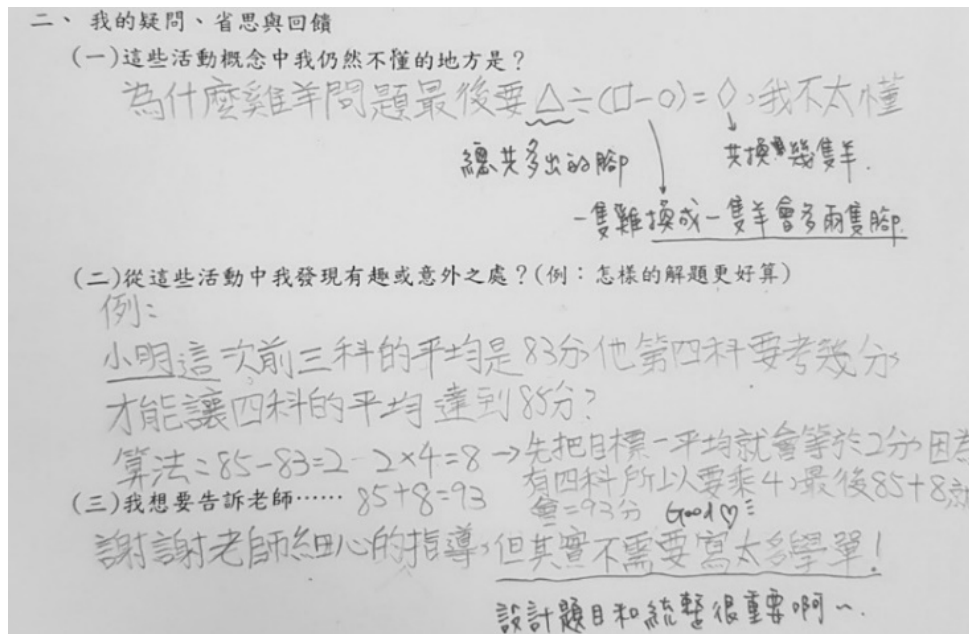 二、 我的疑問、省思與回饋
(一)這些活動概念中我仍然不懂的地方是？
為什麼雞羊問題最後要△÷(□-○)=◇,我不太懂
總共多出的腳
共換幾隻羊.
一隻雞換成一隻羊會多兩隻腳
(二)從這些活動中我發現有趣或意外之處？(例：怎樣的解題更好算)
例：
小明這次前三科的平均是83分,他第四科要考幾分,
才能讓四科的平均達到85分?
算法：85-83=2 2×4=8→先把目標-平均就會等於2分,因為
有四科所以要乘4,最後85+8就
(三)我想要告訴老師…… 85+8=93
會=93分 Good♡
謝謝老師細心的指導,但其實不需要寫太多學單!
設計題目和統整很重要啊~.